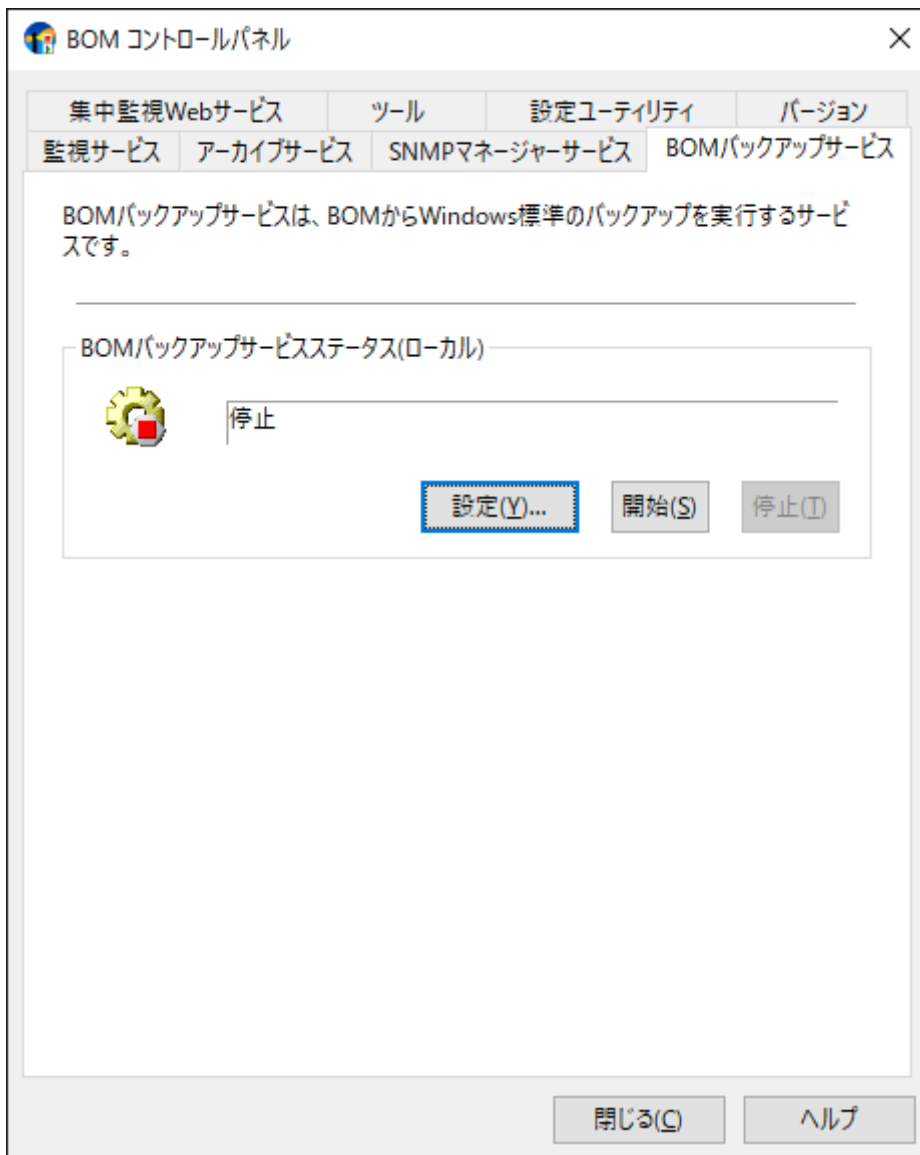 BOM コントロールパネル
集中監視Webサービス ツール 設定ユーティリティ バージョン
監視サービス アーカイブサービス SNMPマネージャーサービス BOMバックアップサービス
BOMバックアップサービスは、BOMからWindows標準のバックアップを実行するサービ
スです。
BOMバックアップサービスステータス(ローカル)
停止
設定(Y)... 開始(S) 停止(T)
閉じる(C) ヘルプ